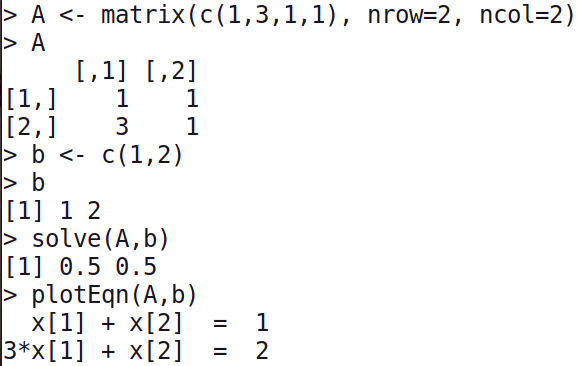 > A <- matrix(c(1,3,1,1), nrow=2, ncol=2)
> A
     [,1] [,2]
[1,]    1    1
[2,]    3    1
> b <- c(1,2)
> b
[1] 1 2
> solve(A,b)
[1] 0.5 0.5
> plotEqn(A,b)
  x[1] + x[2]  =  1
3*x[1] + x[2]  =  2